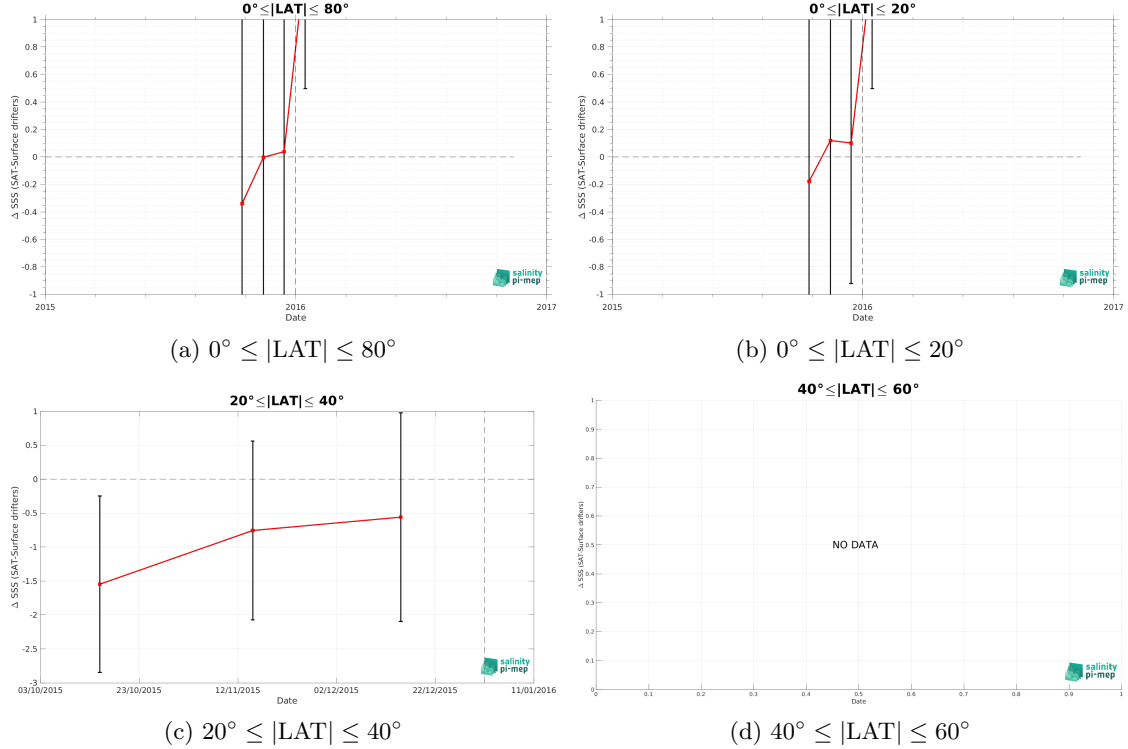 0°≤|LAT|≤ 80°
1
0.8
0.6
0.4
0.2
0
-0.2
-0.4
-0.6
-0.8
-1
Δ SSS (SAT-Surface drifters)
salinity
pi-mep
2015
2016
2017
Date
(a) 0° ≤ |LAT| ≤ 80°
0°≤|LAT|≤ 20°
1
0.8
0.6
0.4
0.2
0
-0.2
-0.4
-0.6
-0.8
-1
Δ SSS (SAT-Surface drifters)
salinity
pi-mep
2015
2016
2017
Date
(b) 0° ≤ |LAT| ≤ 20°
20°≤|LAT|≤ 40°
1
0.5
0
-0.5
-1
-1.5
-2
-2.5
-3
Δ SSS (SAT-Surface drifters)
salinity
pi-mep
03/10/2015
23/10/2015
12/11/2015
02/12/2015
22/12/2015
11/01/2016
Date
(c) 20° ≤ |LAT| ≤ 40°
40°≤|LAT|≤ 60°
1
0.9
0.8
0.7
0.6
0.5
0.4
0.3
0.2
0.1
0
Δ SSS (SAT-Surface drifters)
NO DATA
salinity
pi-mep
0
0.1
0.2
0.3
0.4
0.5
0.6
0.7
0.8
0.9
1
Date
(d) 40° ≤ |LAT| ≤ 60°